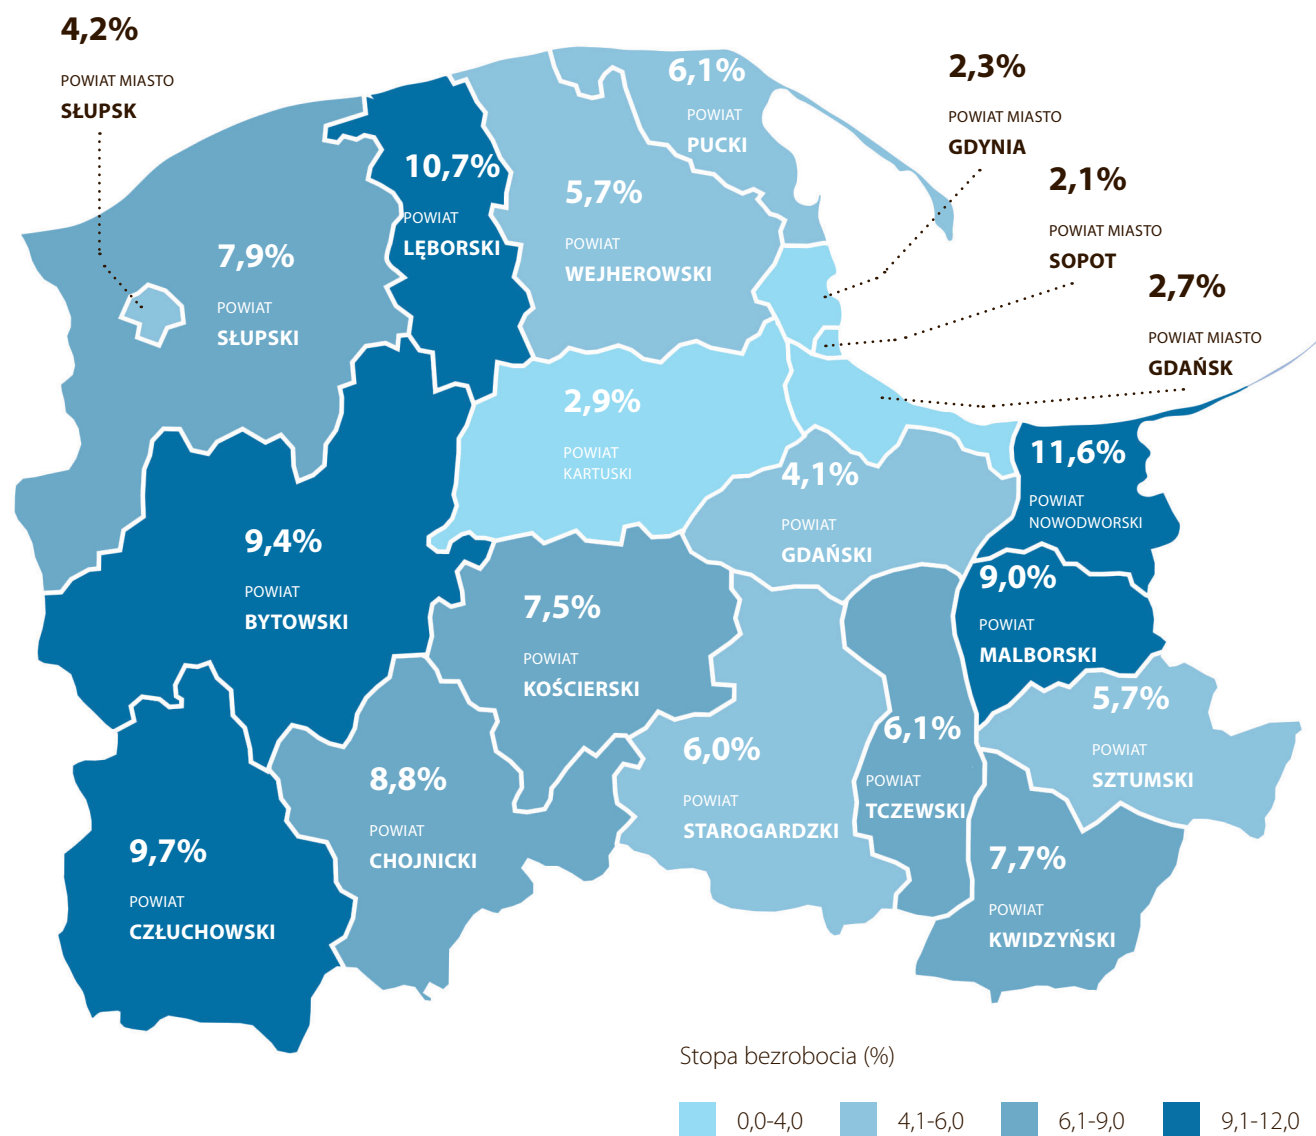 4,2%
POWIAT MIASTO
SŁUPSK
6,1%
POWIAT
PUCKI
2,3%
POWIAT MIASTO
GDYNIA
10,7%
POWIAT
LĘBORSKI
5,7%
POWIAT
WEJHEROWSKI
2,1%
POWIAT MIASTO
SOPOT
7,9%
POWIAT
SŁUPSKI
2,7%
POWIAT MIASTO
GDAŃSK
2,9%
POWIAT
KARTUSKI
4,1%
POWIAT
GDAŃSKI
11,6%
POWIAT
NOWODWORSKI
9,4%
POWIAT
BYTOWSKI
7,5%
POWIAT
KOŚCIERSKI
9,0%
POWIAT
MALBORSKI
5,7%
POWIAT
SZTUMSKI
8,8%
POWIAT
CHOJNICKI
6,0%
POWIAT
STAROGARDZKI
6,1%
POWIAT
TCZEWSKI
9,7%
POWIAT
CZŁUCHOWSKI
7,7%
POWIAT
KWIDZYŃSKI
Stopa bezrobocia (%)
0,0-4,0 4,1-6,0 6,1-9,0 9,1-12,0